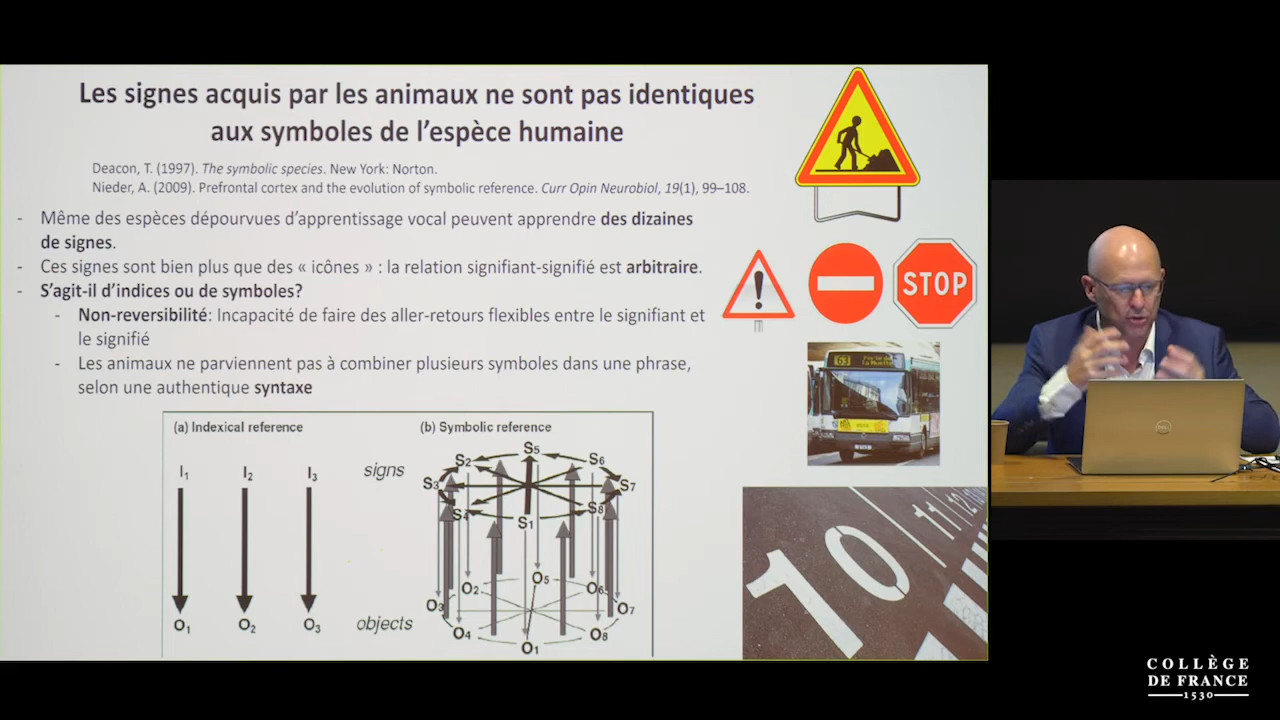 Les signes acquis par les animaux ne sont pas identiques
aux symboles de l'espèce humaine
Deacon, T. (1997). The symbolic species. New York: Norton.
Nieder, A. (2009). Prefrontal cortex and the evolution of symbolic reference. Curr Opin Neurobiol, 19(1), 99–108.
- Même des espèces dépourvues d'apprentissage vocal peuvent apprendre des dizaines
de signes.
- Ces signes sont bien plus que des « icônes » : la relation signifiant-signifié est arbitraire.
- S'agit-il d'indices ou de symboles?
- Non-reversibilité: Incapacité de faire des aller-retours flexibles entre le signifiant et
le signifié
- Les animaux ne parviennent pas à combiner plusieurs symboles dans une phrase,
selon une authentique syntaxe
STOP
63
(a) Indexical reference
I1 I2 I3
O1 O2 O3
signs
objects
(b) Symbolic reference
S5
S2 S6
S3 S7
S4 S8
S1
O5
O2 O6
O3 O7
O4 O8
O1
10
11
12
DELL
COLLÈGE
DE FRANCE
1530